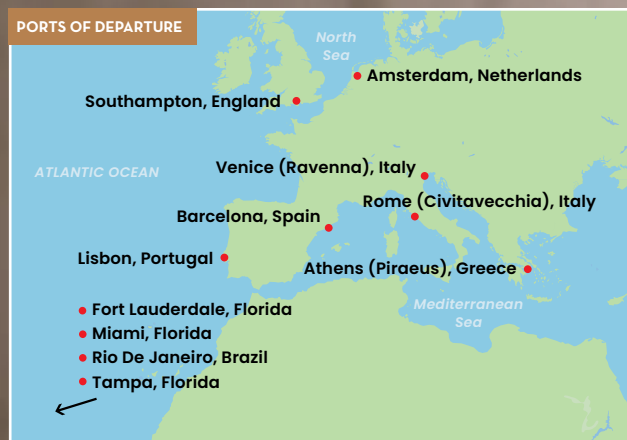 PORTS OF DEPARTURE
North
Sea
Amsterdam, Netherlands
Southampton, England
ATLANTIC OCEAN
Venice (Ravenna), Italy
Rome (Civitavecchia), Italy
Barcelona, Spain
Lisbon, Portugal
Athens (Piraeus), Greece
Mediterranean
Sea
Fort Lauderdale, Florida
Miami, Florida
Rio De Janeiro, Brazil
Tampa, Florida